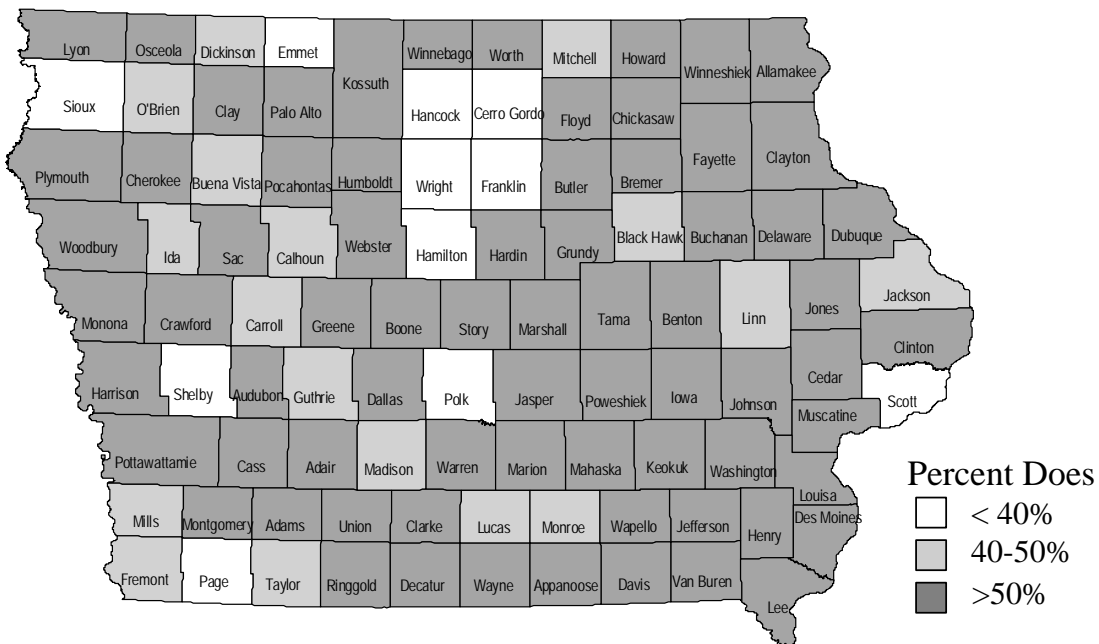 Lyon Osceola Dickinson Emmet Winnebago Worth Mitchell Howard Winneshiek Allamakee
Kossuth
Sioux O'Brien Clay Palo Alto Hancock Cerro Gordo Floyd Chickasaw
Plymouth Cherokee Buena Vista Pocahontas Humboldt Wright Franklin Butler Bremer Fayette Clayton
Woodbury Ida Sac Calhoun Webster Hamilton Hardin Grundy Black Hawk Buchanan Delaware Dubuque
Jackson
Monona Crawford Carroll Greene Boone Story Marshall Tama Benton Linn Jones
Clinton
Harrison Shelby Audubon Guthrie Dallas Polk Jasper Poweshiek Iowa Johnson Cedar Scott
Muscatine
Pottawattamie Cass Adair Madison Warren Marion Mahaska Keokuk Washington
Louisa
Mills Montgomery Adams Union Clarke Lucas Monroe Wapello Jefferson Henry Des Moines
Fremont Page Taylor Ringgold Decatur Wayne Appanoose Davis Van Buren
Lee
Percent Does
< 40%
40-50%
>50%